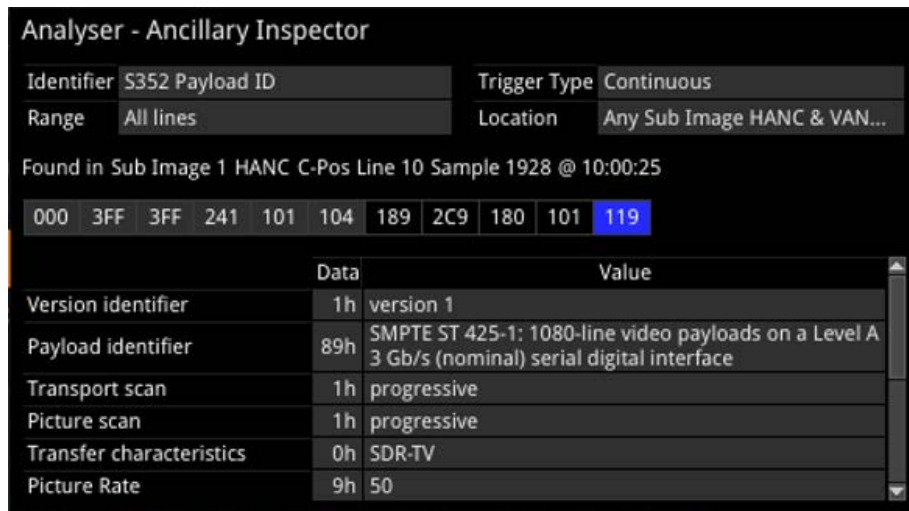 Analyser - Ancillary Inspector
Identifier S352 Payload ID Trigger Type Continuous
Range All lines Location Any Sub Image HANC & VAN...
Found in Sub Image 1 HANC C-Pos Line 10 Sample 1928 @ 10:00:25
000 3FF 3FF 241 101 104 189 2C9 180 101 119
Data Value
Version identifier 1h version 1
Payload identifier 89h SMPTE ST 425-1: 1080-line video payloads on a Level A
3 Gb/s (nominal) serial digital interface
Transport scan 1h progressive
Picture scan 1h progressive
Transfer characteristics 0h SDR-TV
Picture Rate 9h 50